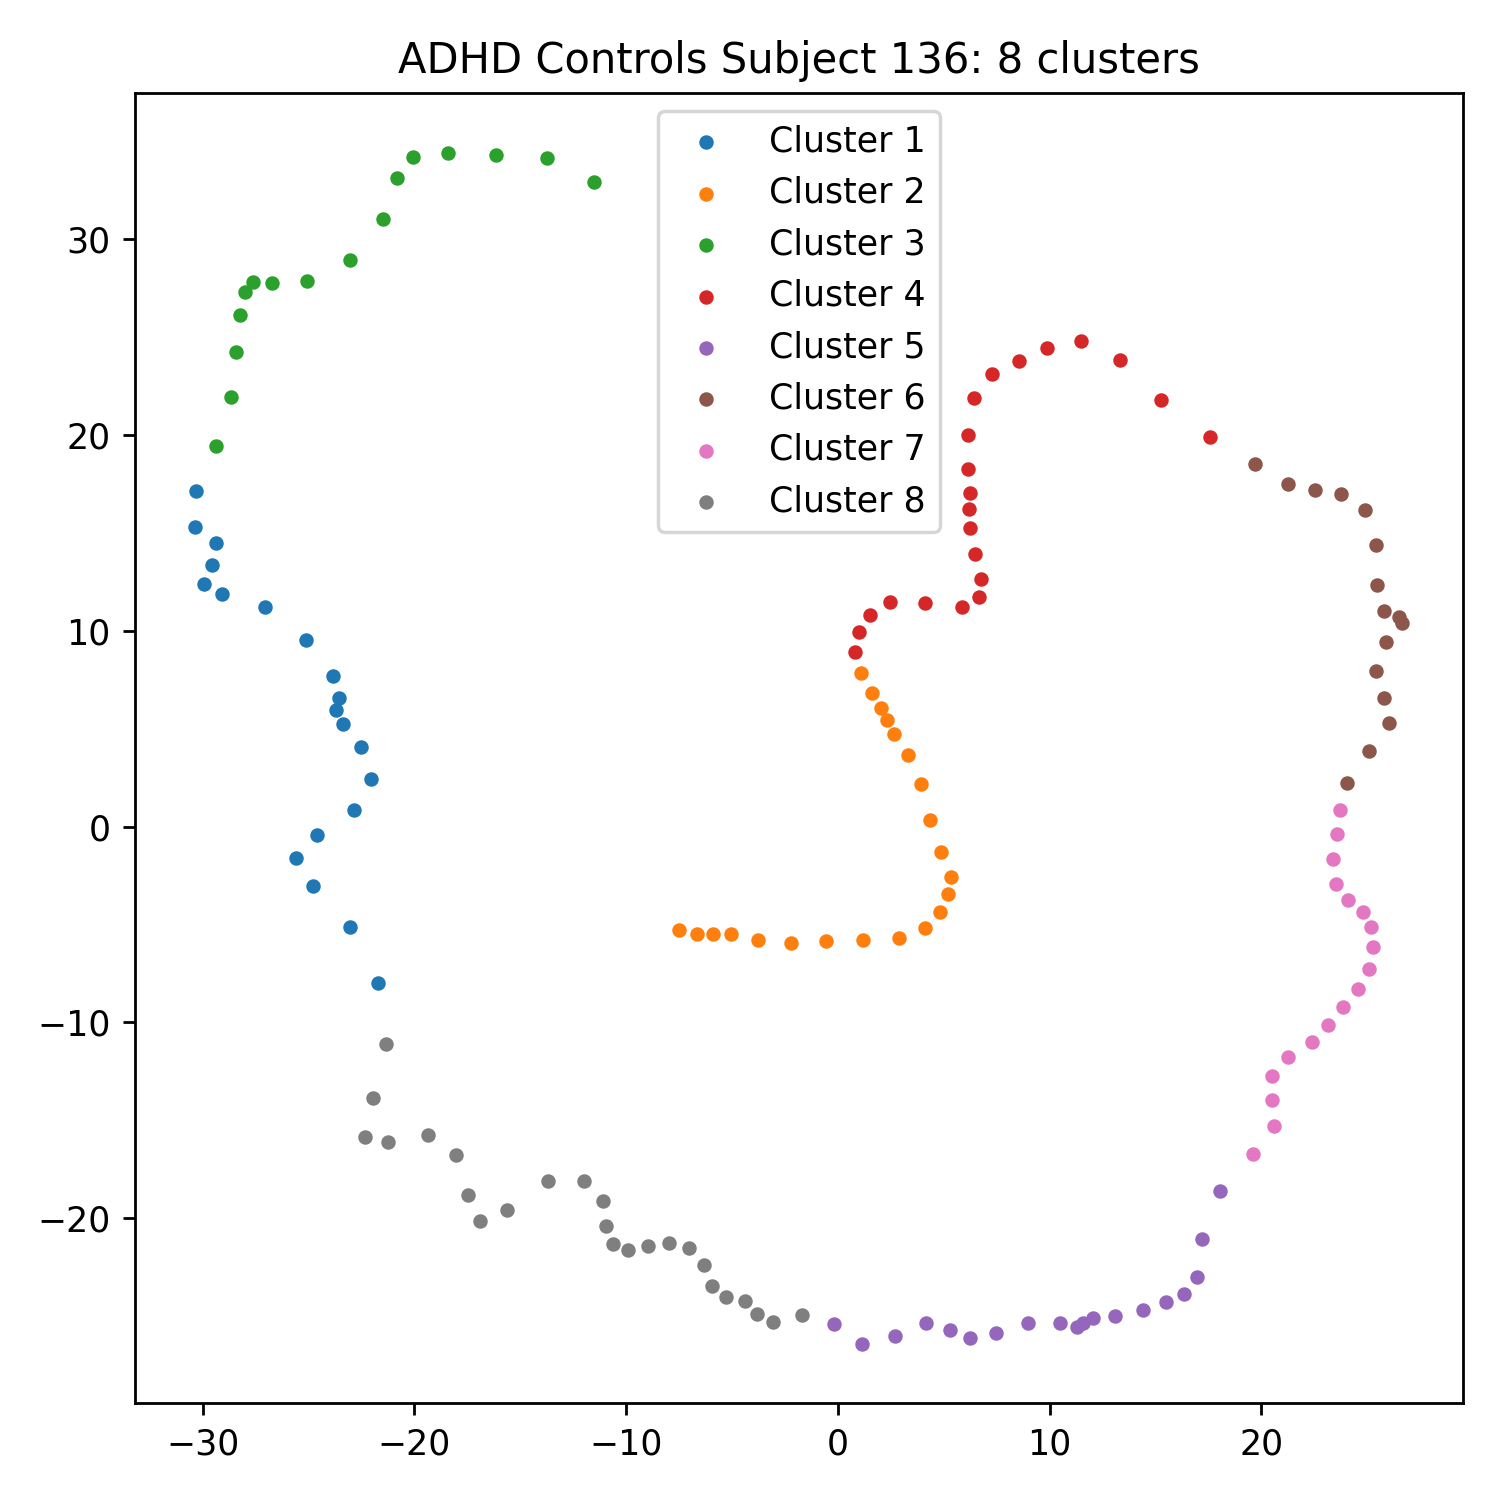 ADHD Controls Subject 136: 8 clusters
Cluster 1
Cluster 2
Cluster 3
Cluster 4
Cluster 5
Cluster 6
Cluster 7
Cluster 8
30
20
10
0
−10
−20
−30 −20 −10 0 10 20